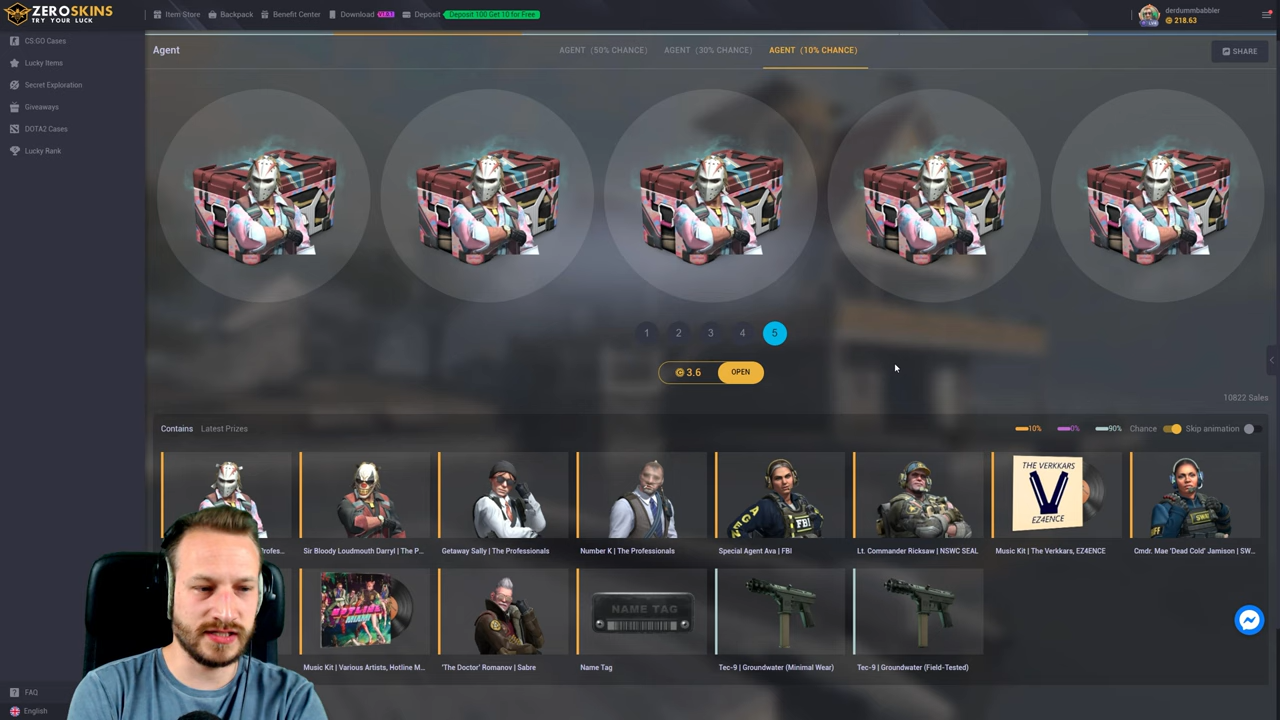 ZEROSKINS
TRY YOUR LUCK
Item Store
Backpack
Benefit Center
Download
Deposit
Deposit 100 Get 10 for Free
derdummbabbler
218.63
CS:GO Cases
Lucky Items
Secret Exploration
Giveaways
DOTA2 Cases
Lucky Rank
Agent
AGENT (50% CHANCE)
AGENT (30% CHANCE)
AGENT (10% CHANCE)
SHARE
1
2
3
4
5
3.6
OPEN
10822 Sales
Contains
Latest Prizes
10%
0%
90%
Chance
Skip animation
THE VERKKARS
EZ4ENCE
FBI
Profes...
Sir Bloody Loudmouth Darryl | The P...
Getaway Sally | The Professionals
Number K | The Professionals
Special Agent Ava | FBI
Lt. Commander Ricksaw | NSWC SEAL
Music Kit | The Verkkars, EZ4ENCE
Cmdr. Mae 'Dead Cold' Jamison | SW...
NAME TAG
Music Kit | Various Artists, Hotline M...
'The Doctor' Romanov | Sabre
Name Tag
Tec-9 | Groundwater (Minimal Wear)
Tec-9 | Groundwater (Field-Tested)
FAQ
English